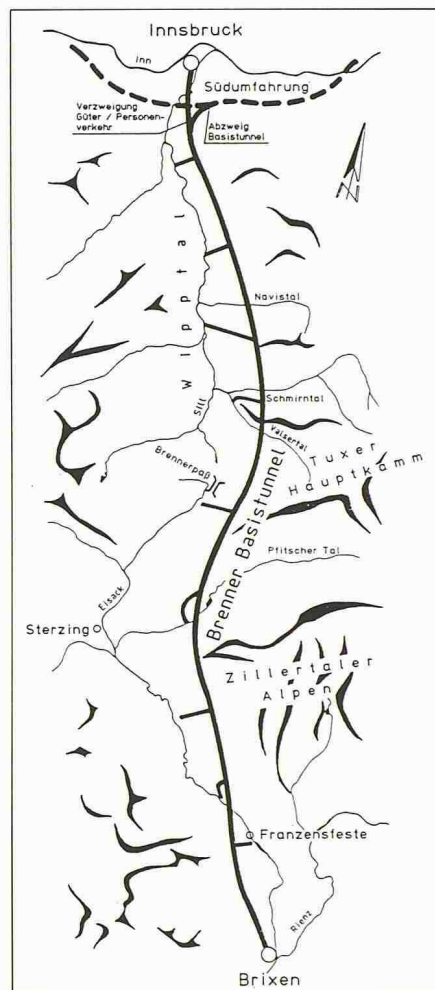 Innsbruck
Inn
Südumfahrung
Verzweigung
Güter / Personen-
verkehr
Abzweig
Basistunnel
N
Wipptal
Navistal
Sill
Schmirntal
Valsertal
Tuxer
Hauptkamm
Brennerpaß
Brenner Basistunnel
Pfitscher Tal
Eisack
Sterzing
Zillertaler
Alpen
Franzensfeste
Rienz
Brixen